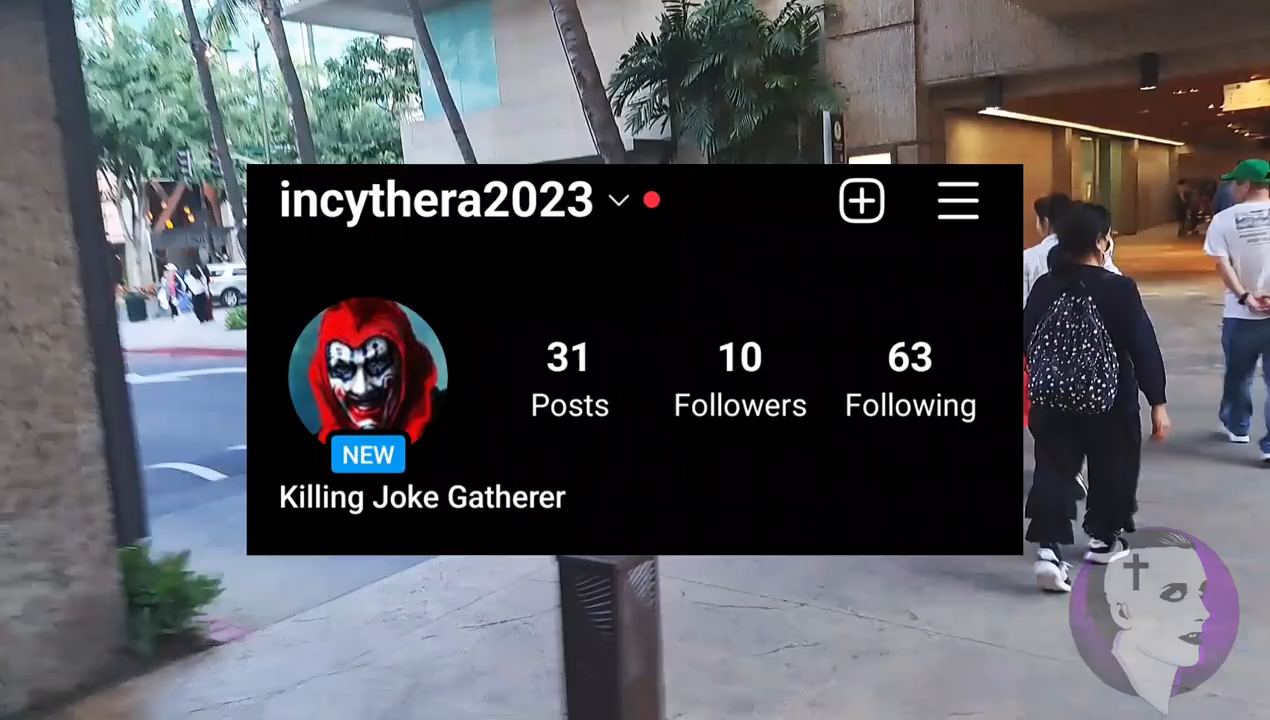 incythera2023
31 10 63
Posts Followers Following
NEW
Killing Joke Gatherer